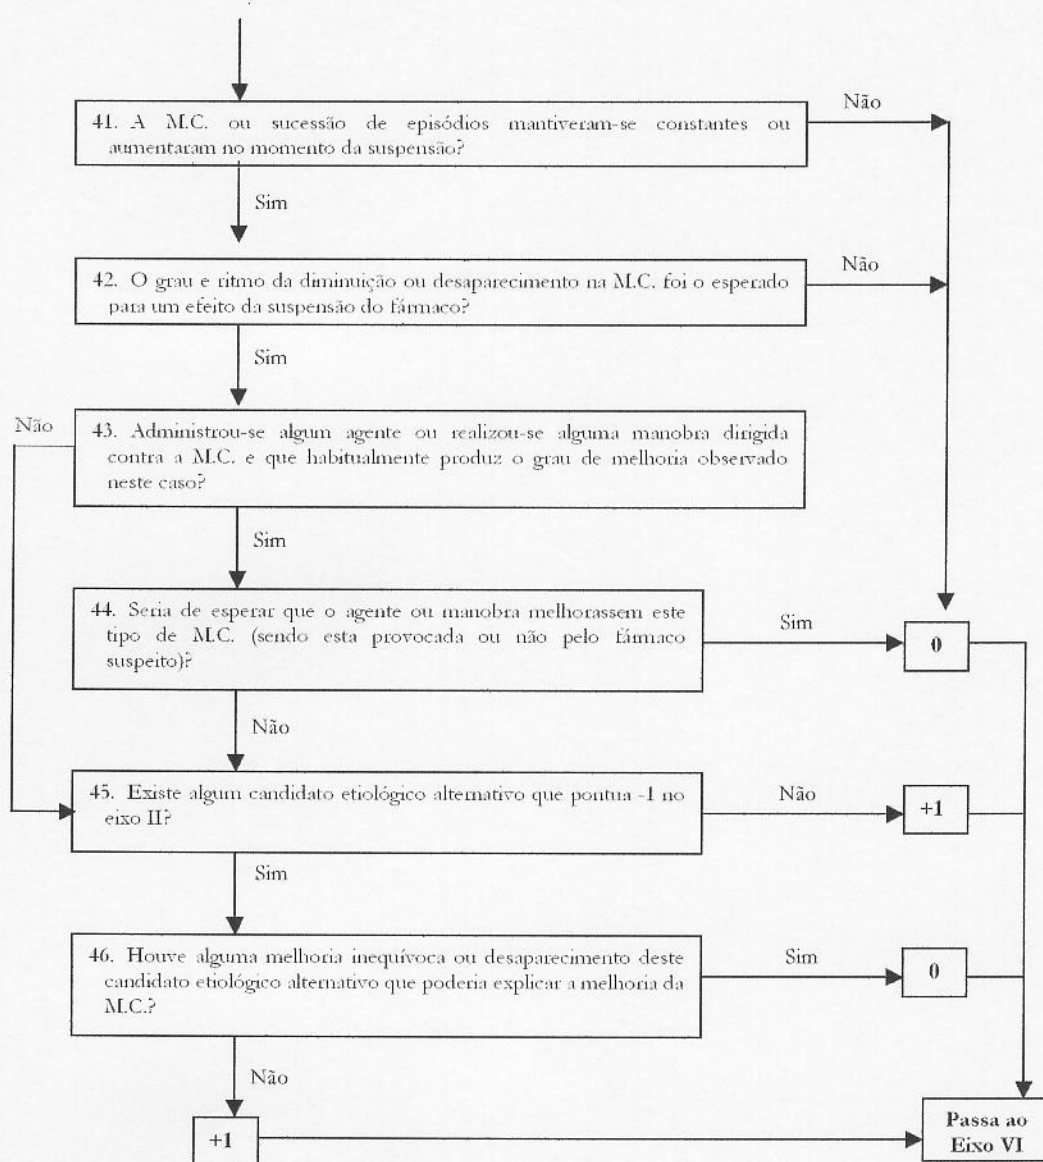 Não
41. A M.C. ou sucessão de episódios mantiveram-se constantes ou
aumentaram no momento da suspensão?
Sim
Não
42. O grau e ritmo da diminuição ou desaparecimento na M.C. foi o esperado
para um efeito da suspensão do fármaco?
Sim
Não
43. Administrou-se algum agente ou realizou-se alguma manobra dirigida
contra a M.C. e que habitualmente produz o grau de melhoria observado
neste caso?
Sim
44. Seria de esperar que o agente ou manobra melhorassem este
tipo de M.C. (sendo esta provocada ou não pelo fármaco
suspeito)?
Sim
0
Não
45. Existe algum candidato etiológico alternativo que pontua -1 no
eixo II?
Não
+1
Sim
46. Houve alguma melhoria inequívoca ou desaparecimento deste
candidato etiológico alternativo que poderia explicar a melhoria da
M.C.?
Sim
0
Não
+1
Passa ao
Eixo VI